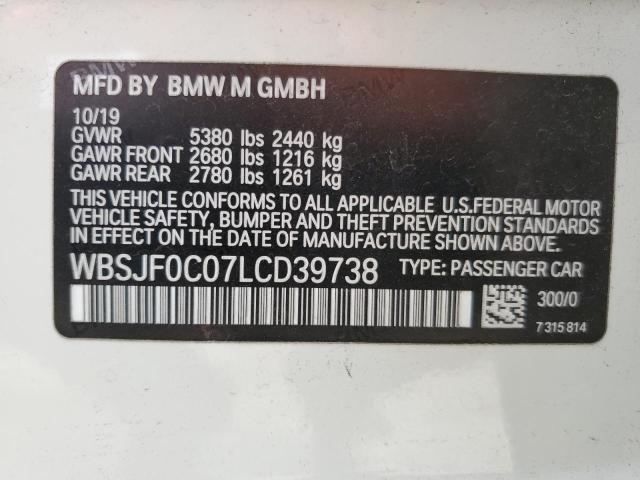 MFD BY BMW M GMBH
10/19
GVWR 5380 lbs 2440 kg
GAWR FRONT 2680 lbs 1216 kg
GAWR REAR 2780 lbs 1261 kg
THIS VEHICLE CONFORMS TO ALL APPLICABLE U.S.FEDERAL MOTOR
VEHICLE SAFETY, BUMPER AND THEFT PREVENTION STANDARDS
IN EFFECT ON THE DATE OF MANUFACTURE SHOWN ABOVE.
WBSJF0C07LCD39738 TYPE: PASSENGER CAR
300/0
7 315 814